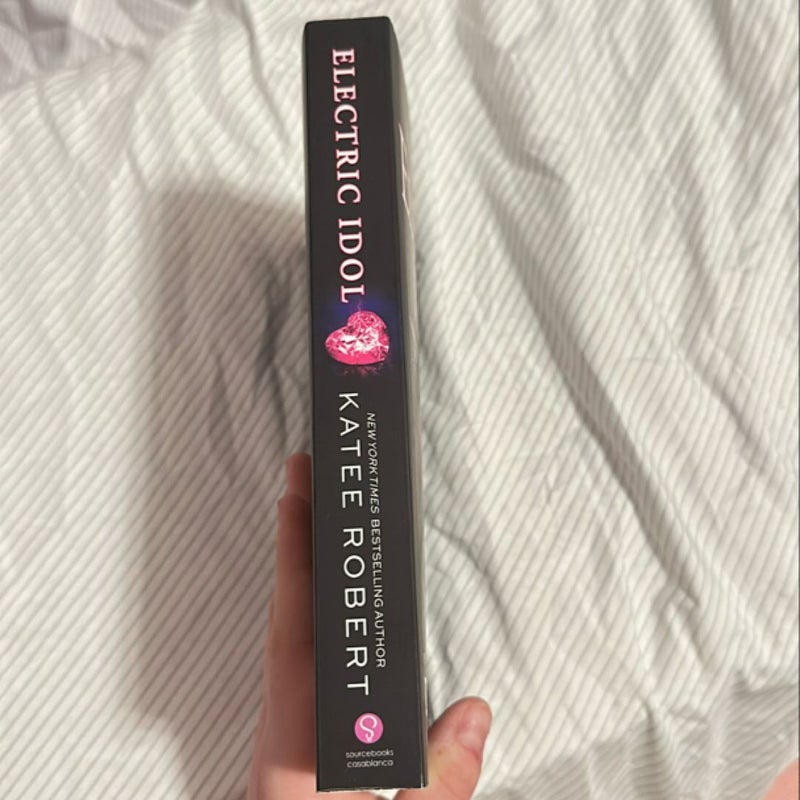 ELECTRIC IDOL
NEW YORK TIMES BESTSELLING AUTHOR
KATEE ROBERT
sourcebooks
casablanca